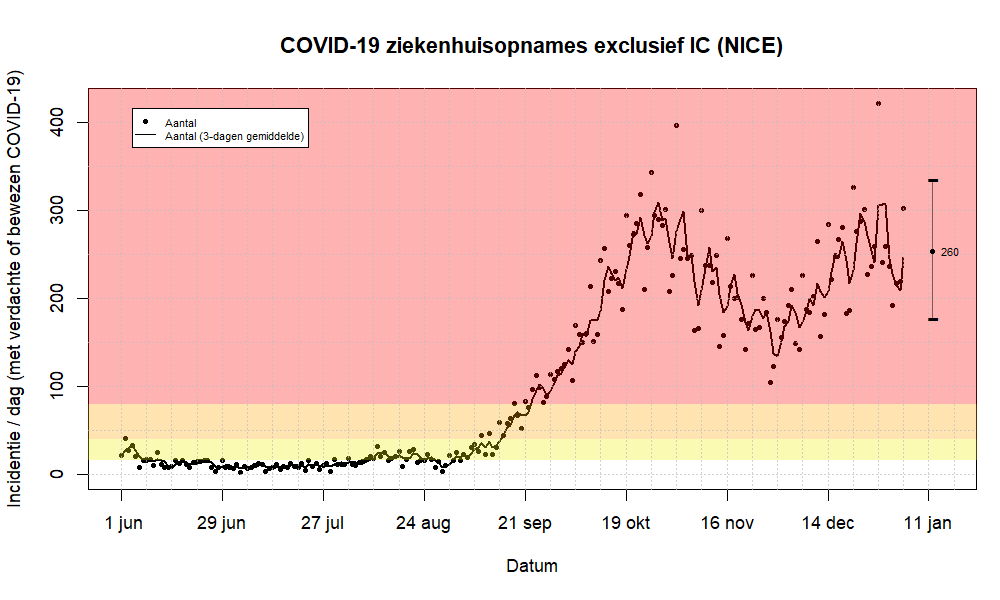 COVID-19 ziekenhuisopnames exclusief IC (NICE)
Incidentie / dag (met verdachte of bewezen COVID-19)
400
300
200
100
0
Aantal
Aantal (3-dagen gemiddelde)
260
1 jun
29 jun
27 jul
24 aug
21 sep
19 okt
16 nov
14 dec
11 jan
Datum